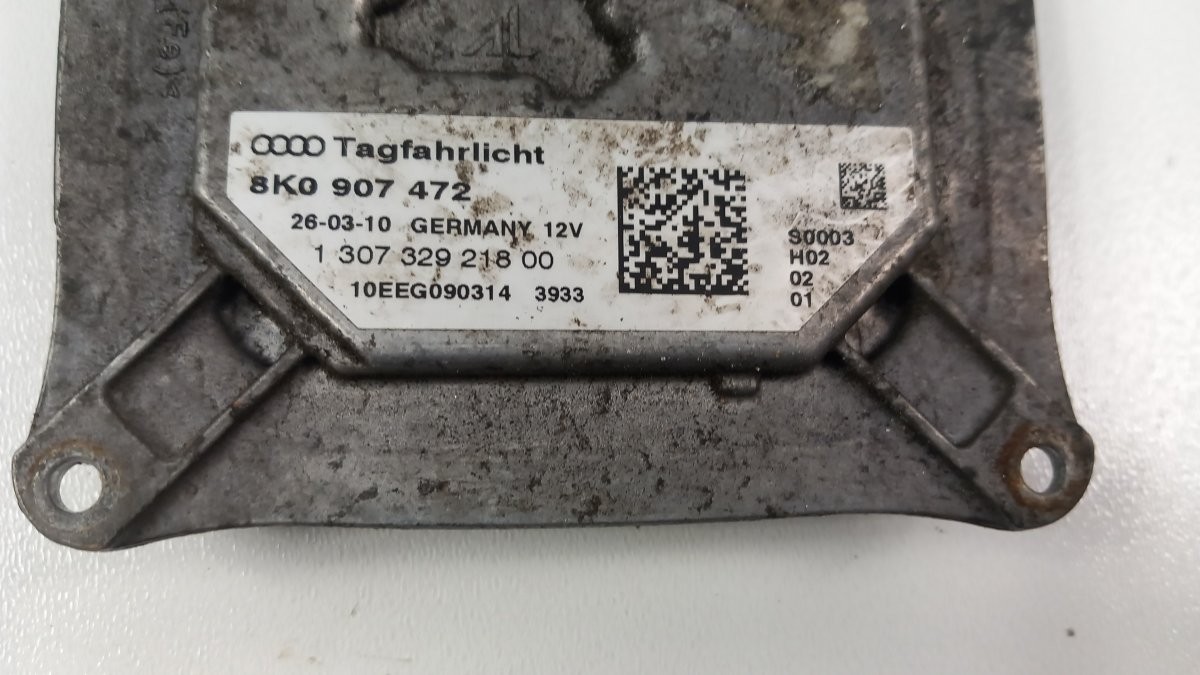 Tagfahrlicht
8K0 907 472
26-03-10 GERMANY 12V
1 307 329 218 00
10EEG090314 3933
S0003
H02
02
01